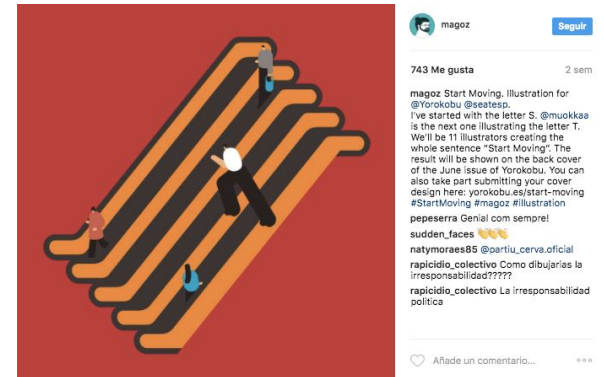 magoz
Seguir
743 Me gusta
2 sem
magoz Start Moving. Illustration for
@Yorokobu @seatesp.
I've started with the letter S. @muokkaa
is the next one illustrating the letter T.
We'll be 11 illustrators creating the
whole sentence "Start Moving". The
result will be shown on the back cover
of the June issue of Yorokobu. You can
also take part submitting your cover
design here: yorokobu.es/start-moving
#StartMoving #magoz #illustration
pepeserra Genial com sempre!
sudden_faces 👏👏👏
natymoraes85 @partiu_cerva.oficial
rapicidio_colectivo Como dibujarias la
irresponsabilidad?????
rapicidio_colectivo La irresponsabilidad
politica
Añade un comentario...